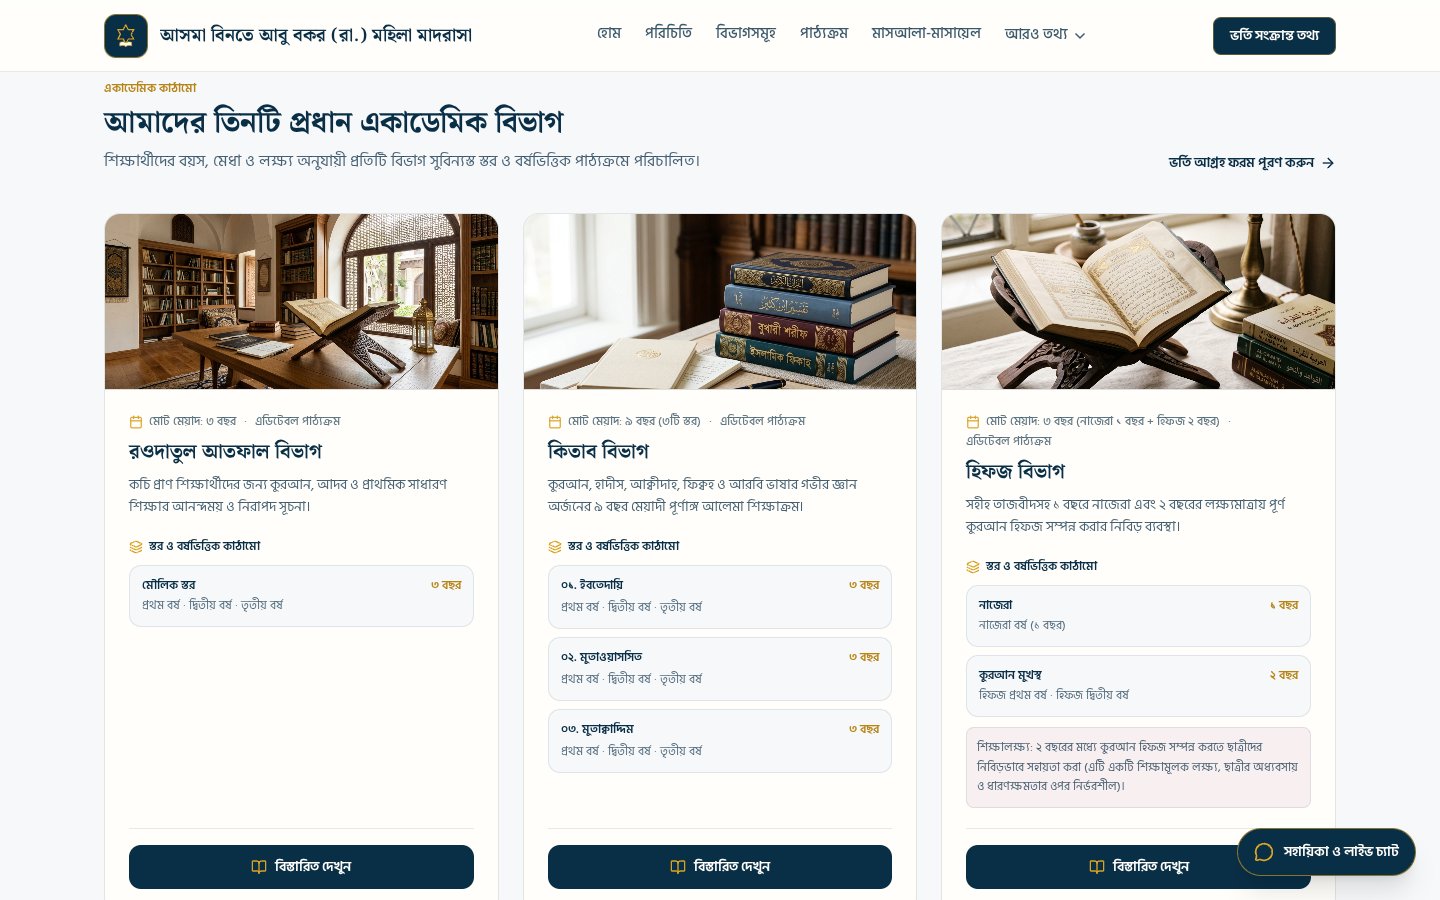 আসমা বিনতে আবু বকর (রা.) মহিলা মাদরাসা
হোম
পরিচিতি
বিভাগসমূহ
পাঠ্যক্রম
মাসআলা-মাসায়েল
আরও তথ্য
ভর্তি সংক্রান্ত তথ্য
একাডেমিক কাঠামো
আমাদের তিনটি প্রধান একাডেমিক বিভাগ
শিক্ষার্থীদের বয়স, মেধা ও লক্ষ্য অনুযায়ী প্রতিটি বিভাগ সুবিন্যস্ত স্তর ও বর্ষভিত্তিক পাঠ্যক্রমে পরিচালিত।
ভর্তি আগ্রহ ফরম পূরণ করুন
মোট মেয়াদ: ৩ বছর · এডিটেবল পাঠ্যক্রম
রওদাতুল আতফাল বিভাগ
কচি প্রাণ শিক্ষার্থীদের জন্য কুরআন, আদব ও প্রাথমিক সাধারণ
শিক্ষার আনন্দময় ও নিরাপদ সূচনা।
স্তর ও বর্ষভিত্তিক কাঠামো
মৌলিক স্তর
৩ বছর
প্রথম বর্ষ · দ্বিতীয় বর্ষ · তৃতীয় বর্ষ
বিস্তারিত দেখুন
বুখারী শরীফ
ইসলামিক ফিকাহ
মোট মেয়াদ: ৯ বছর (৩টি স্তর) · এডিটেবল পাঠ্যক্রম
কিতাব বিভাগ
কুরআন, হাদীস, আক্বীদাহ, ফিক্বহ ও আরবি ভাষার গভীর জ্ঞান
অর্জনের ৯ বছর মেয়াদী পূর্ণাঙ্গ আলেমা শিক্ষাক্রম।
স্তর ও বর্ষভিত্তিক কাঠামো
০১. ইবতেদায়ি
৩ বছর
প্রথম বর্ষ · দ্বিতীয় বর্ষ · তৃতীয় বর্ষ
০২. মুতাওয়াসসিত
৩ বছর
প্রথম বর্ষ · দ্বিতীয় বর্ষ · তৃতীয় বর্ষ
০৩. মুতাক্বাদ্দিম
৩ বছর
প্রথম বর্ষ · দ্বিতীয় বর্ষ · তৃতীয় বর্ষ
বিস্তারিত দেখুন
মোট মেয়াদ: ৩ বছর (নাজেরা ১ বছর + হিফজ ২ বছর) ·
এডিটেবল পাঠ্যক্রম
হিফজ বিভাগ
সহীহ তাজবীদসহ ১ বছরে নাজেরা এবং ২ বছরের লক্ষ্যমাত্রায় পূর্ণ
কুরআন হিফজ সম্পন্ন করার নিবিড় ব্যবস্থা।
স্তর ও বর্ষভিত্তিক কাঠামো
নাজেরা
১ বছর
নাজেরা বর্ষ (১ বছর)
কুরআন মুখস্থ
২ বছর
হিফজ প্রথম বর্ষ · হিফজ দ্বিতীয় বর্ষ
শিক্ষালক্ষ্য: ২ বছরের মধ্যে কুরআন হিফজ সম্পন্ন করতে ছাত্রীদের
নিবিড়ভাবে সহায়তা করা (এটি একটি শিক্ষামূলক লক্ষ্য, ছাত্রীর অধ্যবসায়
ও ধারণক্ষমতার ওপর নির্ভরশীল)।
বিস্তারিত দেখুন
সহায়িকা ও লাইভ চ্যাট